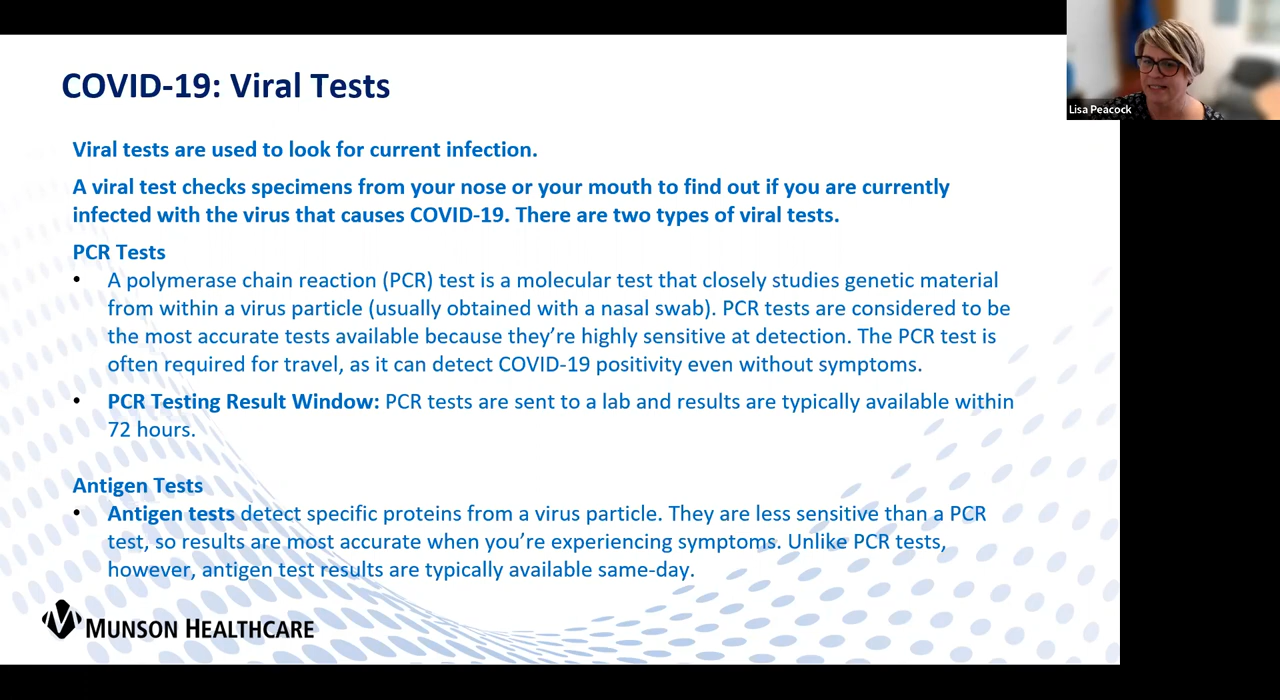 COVID-19: Viral Tests
Lisa Peacock
Viral tests are used to look for current infection.
A viral test checks specimens from your nose or your mouth to find out if you are currently
infected with the virus that causes COVID-19. There are two types of viral tests.
PCR Tests
• A polymerase chain reaction (PCR) test is a molecular test that closely studies genetic material
from within a virus particle (usually obtained with a nasal swab). PCR tests are considered to be
the most accurate tests available because they’re highly sensitive at detection. The PCR test is
often required for travel, as it can detect COVID-19 positivity even without symptoms.
• PCR Testing Result Window: PCR tests are sent to a lab and results are typically available within
72 hours.
Antigen Tests
• Antigen tests detect specific proteins from a virus particle. They are less sensitive than a PCR
test, so results are most accurate when you’re experiencing symptoms. Unlike PCR tests,
however, antigen test results are typically available same-day.
MUNSON HEALTHCARE